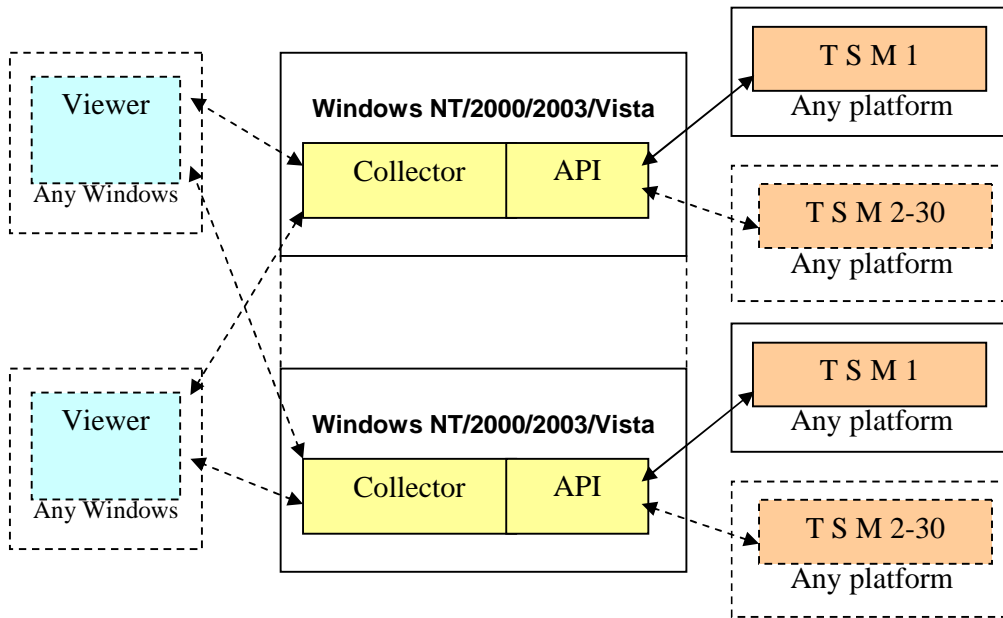 Viewer
Any Windows
Windows NT/2000/2003/Vista
Collector
API
T S M 1
Any platform
T S M 2-30
Any platform
Viewer
Any Windows
Windows NT/2000/2003/Vista
Collector
API
T S M 1
Any platform
T S M 2-30
Any platform